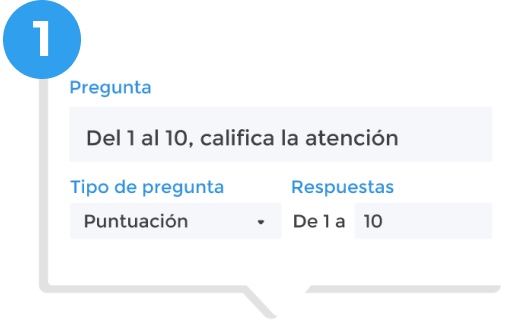 1
Pregunta
Del 1 al 10, califica la atención
Tipo de pregunta Respuestas
Puntuación De 1 a 10